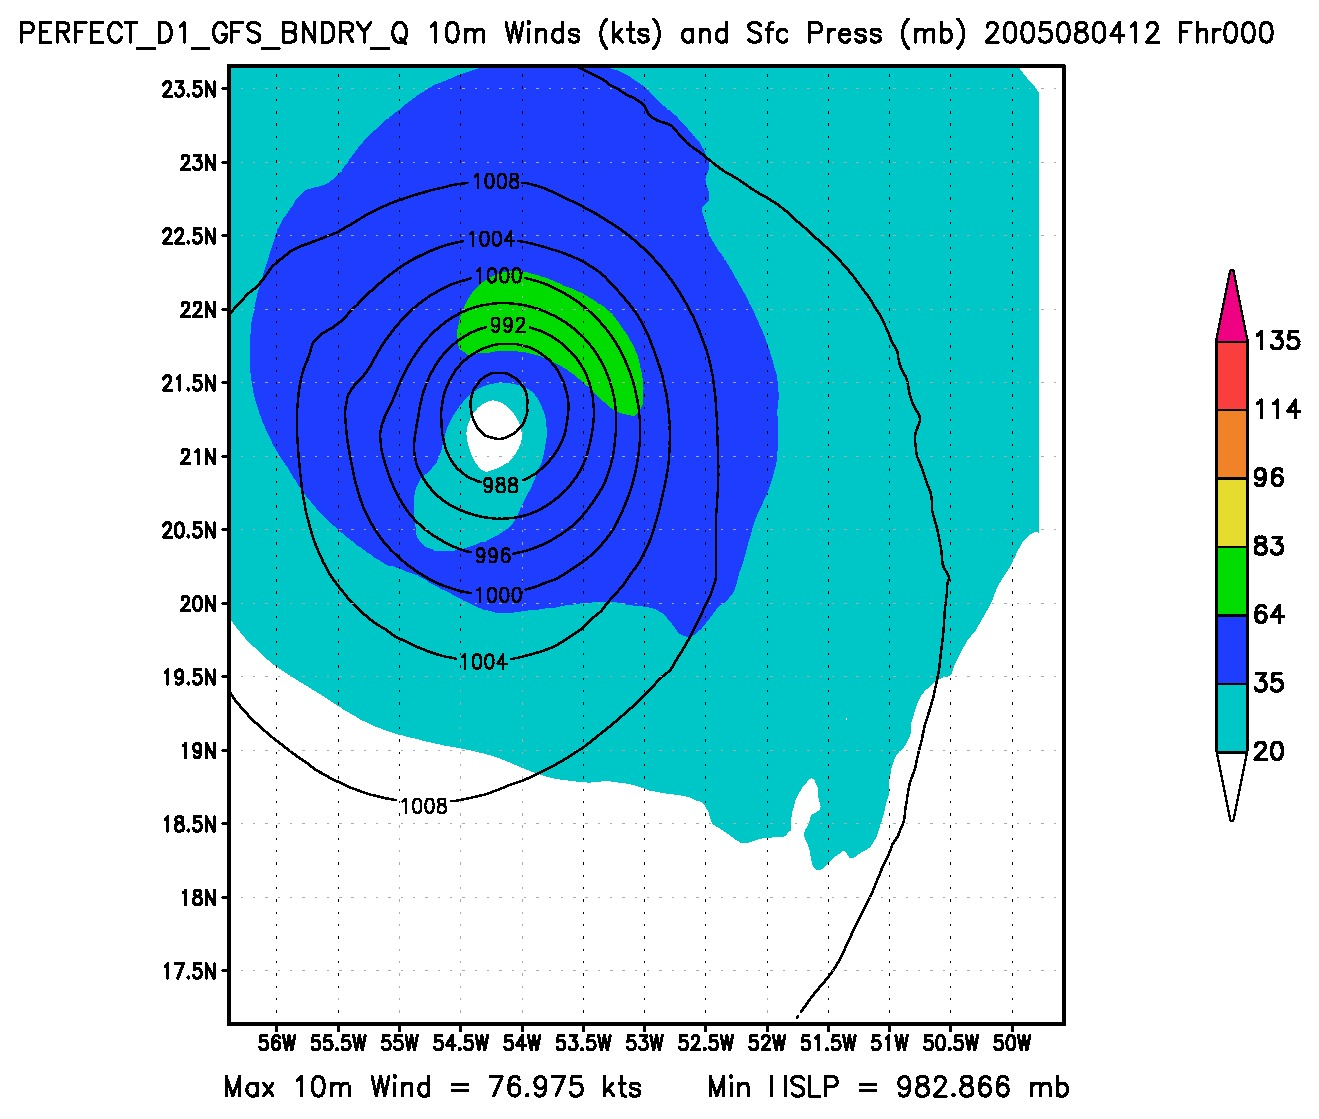 PERFECT_D1_GFS_BNDRY_Q 10m Winds (kts) and Sfc Press (mb) 2005080412 Fhr000
23.5N
23N
22.5N
22N
21.5N
21N
20.5N
20N
19.5N
19N
18.5N
18N
17.5N
1008
1004
1000
992
988
996
1000
1004
1008
135
114
96
83
64
35
20
56W 55.5W 55W 54.5W 54W 53.5W 53W 52.5W 52W 51.5W 51W 50.5W 50W
Max 10m Wind = 76.975 kts Min MSLP = 982.866 mb